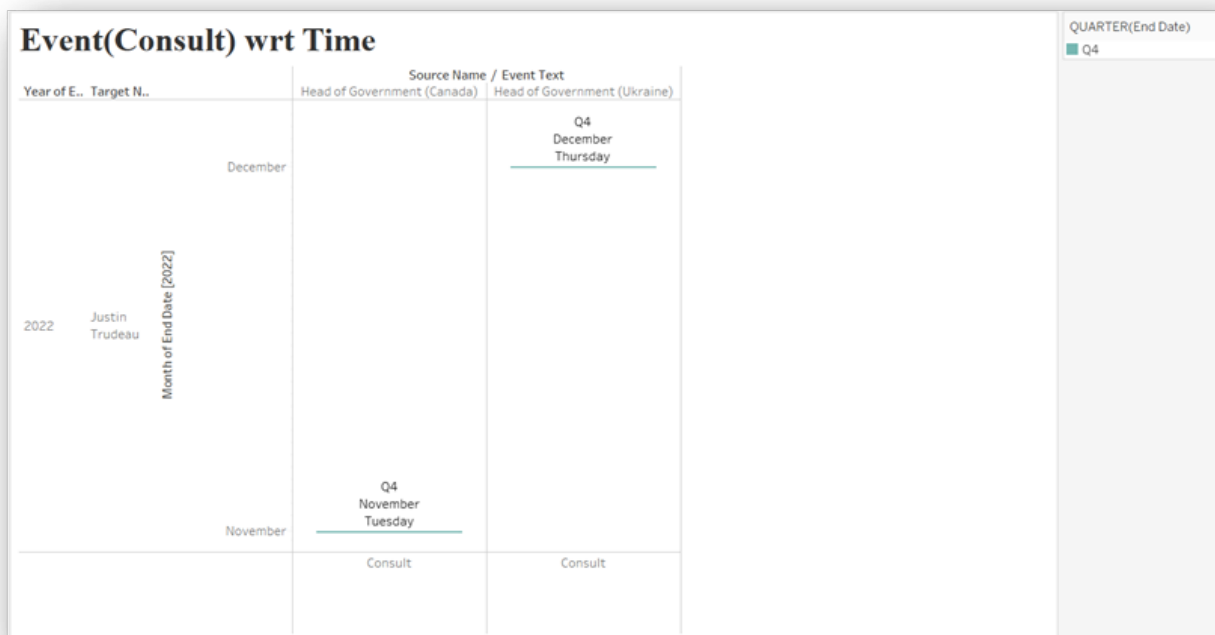 Event(Consult) wrt Time
QUARTER(End Date)
Q4
Source Name / Event Text
Year of E.. Target N.. Head of Government (Canada) Head of Government (Ukraine)
Q4
December
Thursday
December
Month of End Date [2022]
2022
Justin
Trudeau
Q4
November
Tuesday
November
Consult Consult